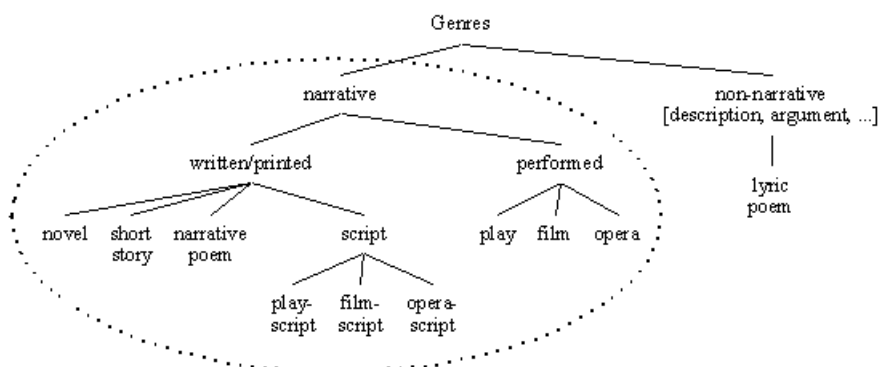 Genres
narrative
non-narrative
[description, argument, ...]
written/printed
performed
lyric
poem
novel
short
story
narrative
poem
script
play
film
opera
play-
script
film-
script
opera-
script